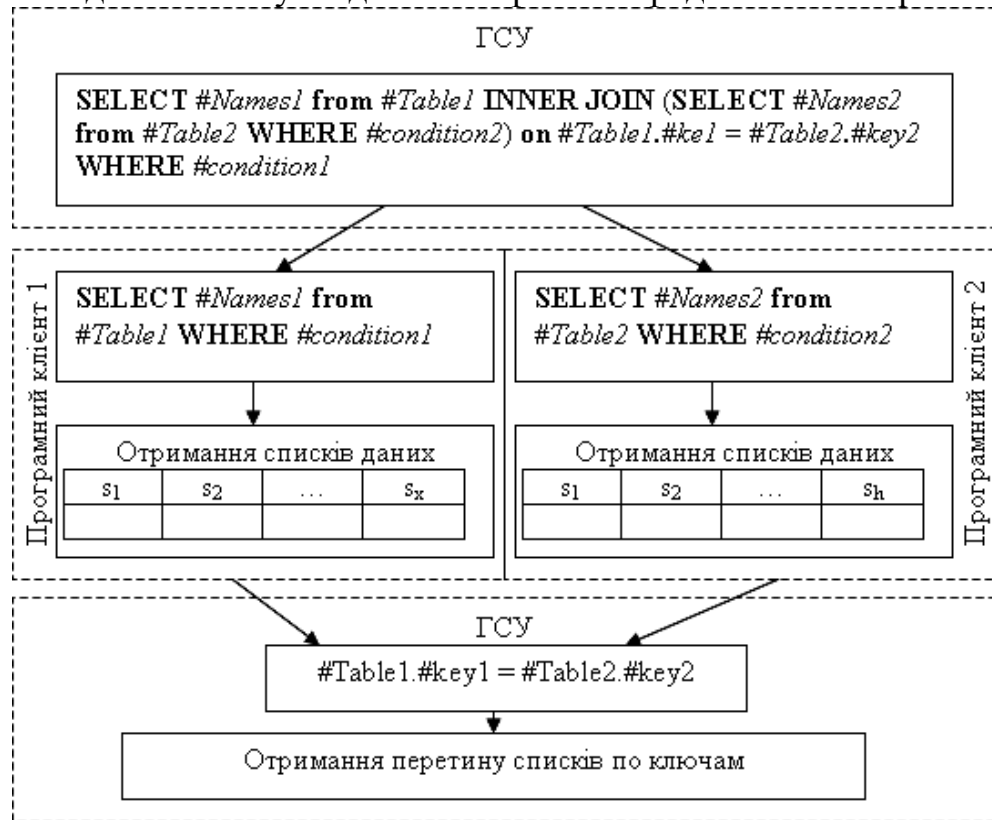 ГСУ
SELECT #Names1 from #Table1 INNER JOIN (SELECT #Names2
from #Table2 WHERE #condition2) on #Table1.#ke1 = #Table2.#key2
WHERE #condition1
Програмний клієнт 1
SELECT #Names1 from
#Table1 WHERE #condition1
Отримання списків даних
s1 s2 … sx
SELECT #Names2 from
#Table2 WHERE #condition2
Отримання списків даних
s1 s2 … sh
Програмний клієнт 2
ГСУ
#Table1.#key1 = #Table2.#key2
Отримання перетину списків по ключам